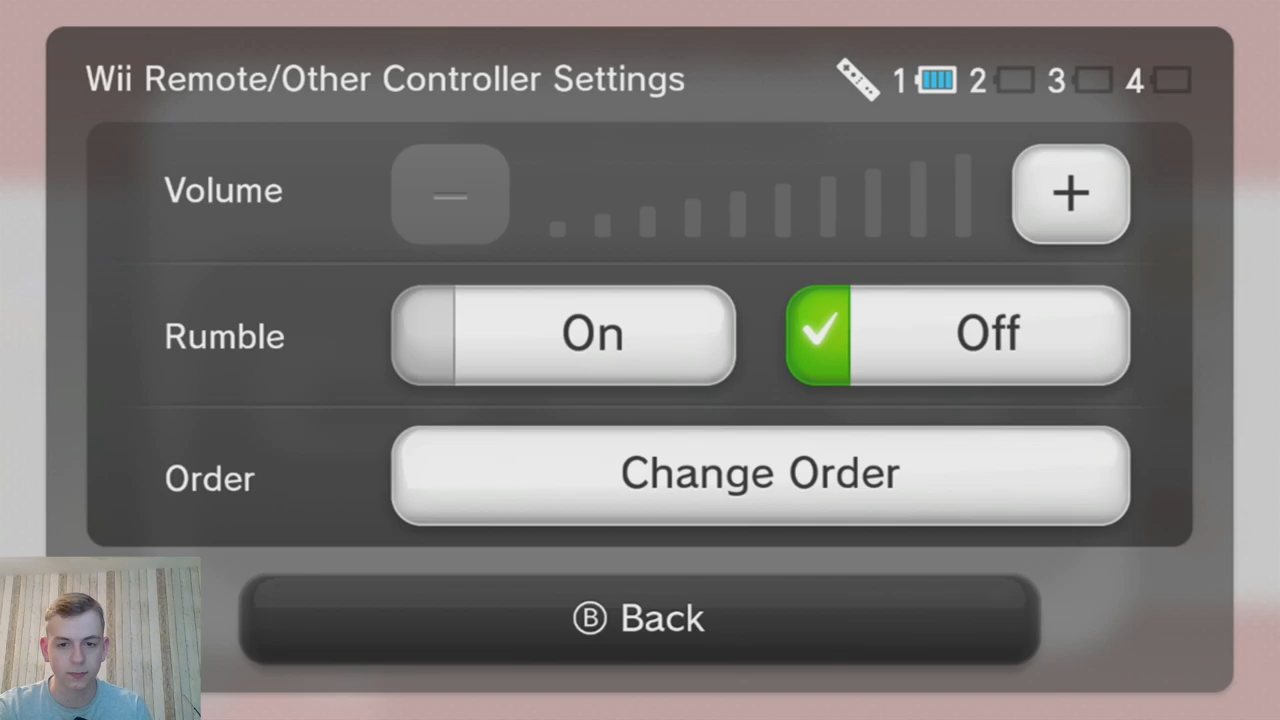 Wii Remote/Other Controller Settings 1 2 3 4
Volume − +
Rumble On Off
Order Change Order
Ⓑ Back